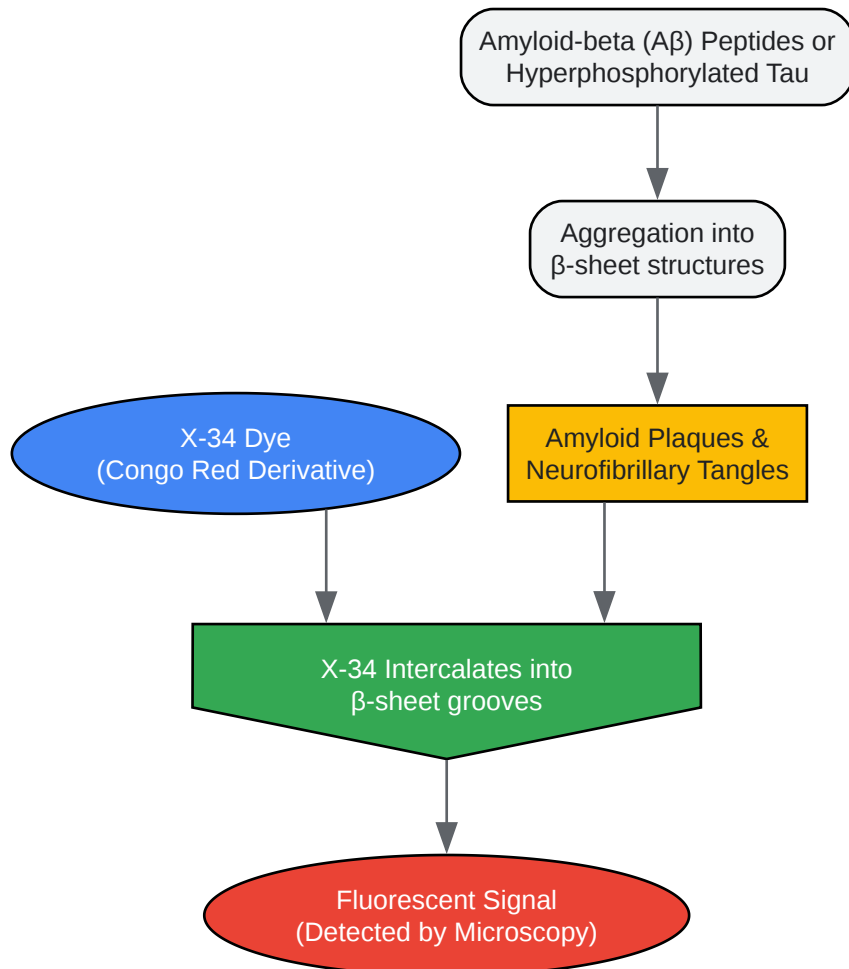 Amyloid-beta (Aβ) Peptides or
Hyperphosphorylated Tau
Aggregation into
β-sheet structures
X-34 Dye
(Congo Red Derivative)
Amyloid Plaques &
Neurofibrillary Tangles
X-34 Intercalates into
β-sheet grooves
Fluorescent Signal
(Detected by Microscopy)